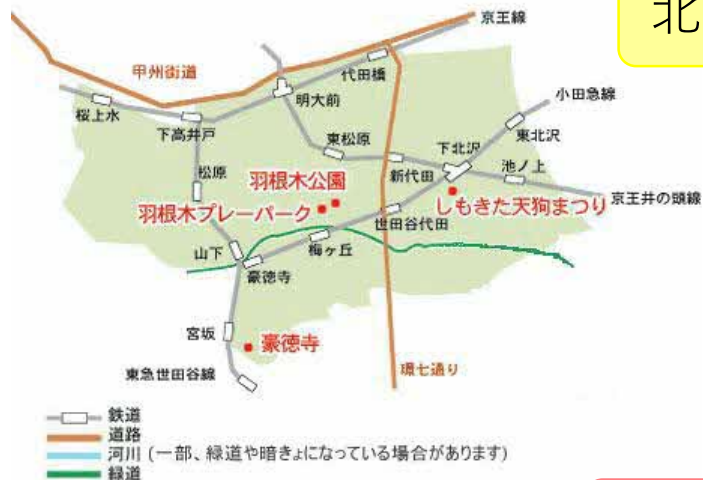 北
京王線
甲州街道
代田橋
小田急線
桜上水
明大前
下高井戸
東松原
下北沢
東北沢
松原
新代田
池ノ上
羽根木公園
京王井の頭線
羽根木プレーパーク
しもきた天狗まつり
世田谷代田
山下
梅ヶ丘
豪徳寺
宮坂
豪徳寺
環七通り
東急世田谷線
鉄道
道路
河川 (一部、緑道や暗きょになっている場合があります)
緑道